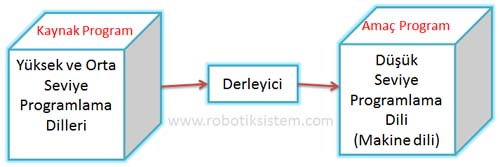 Kaynak Program
Yüksek ve Orta
Seviye
Programlama
Dilleri
Derleyici
Amaç Program
Düşük
Seviye
Programlama
Dili
(Makine dili)
www.robotiksistem.com